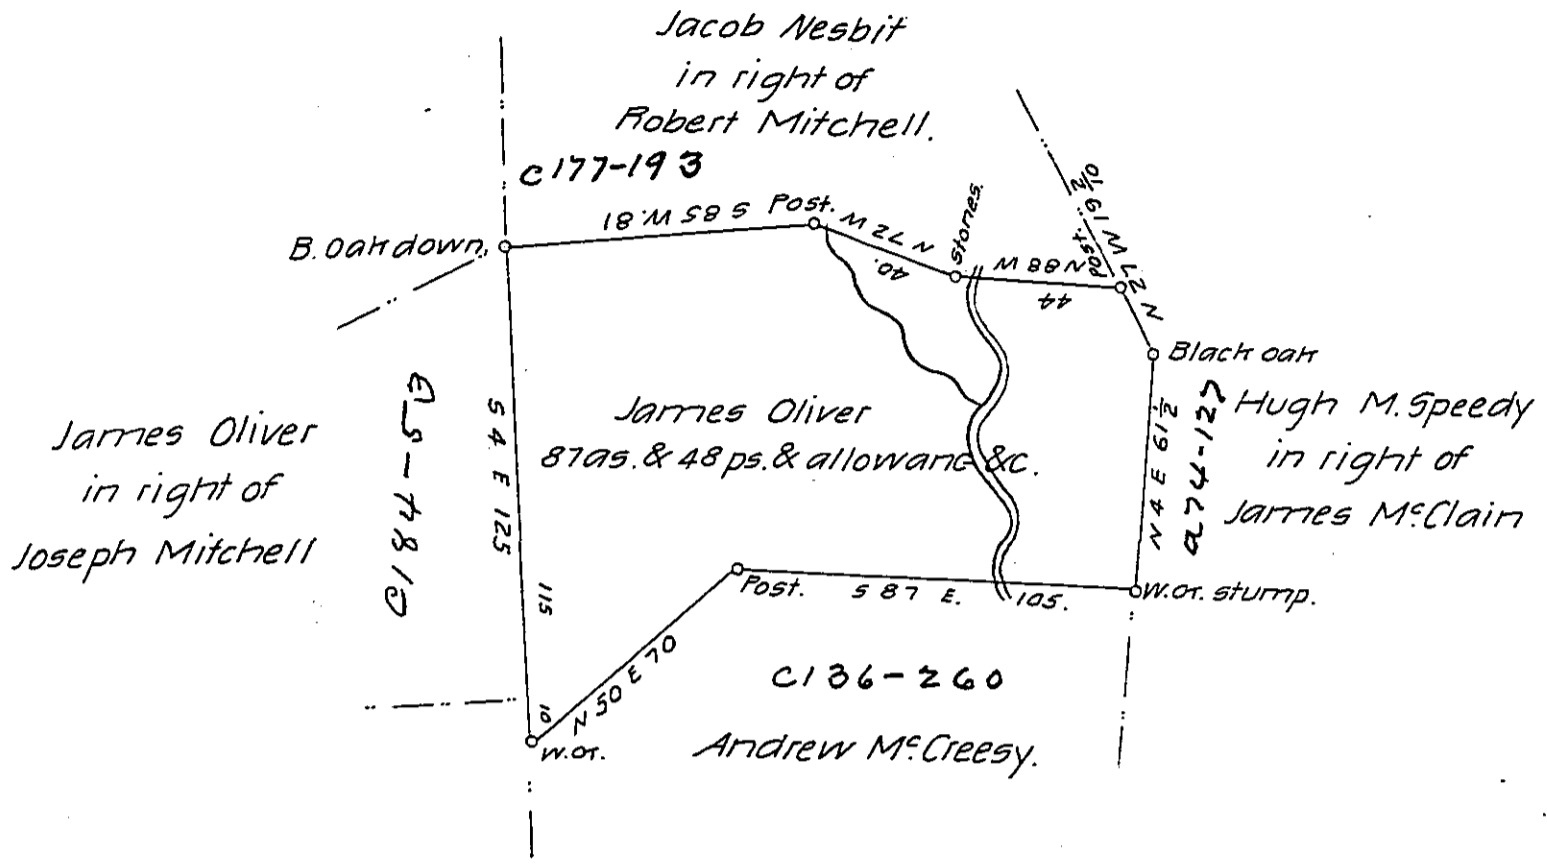 Jacob Nesbit
in right of
Robert Mitchell.
C177-193
B. Oak down,
S 85 W. 81
Post.
N 72 W
40.
Stones.
N 88 W
44
Post.
N 27 W 19 2/10
Black oak
Hugh M. Speedy
in right of
James McClain
N 4 E 61½
a74-127
James Oliver
in right of
Joseph Mitchell
S 4 E 125
115
10
James Oliver
87as. & 48 ps. & allowance &c.
Post.
S 87 E. 105.
W.o. stump.
N 50 E 70
W.o.
C136-260
Andrew McCreesy.